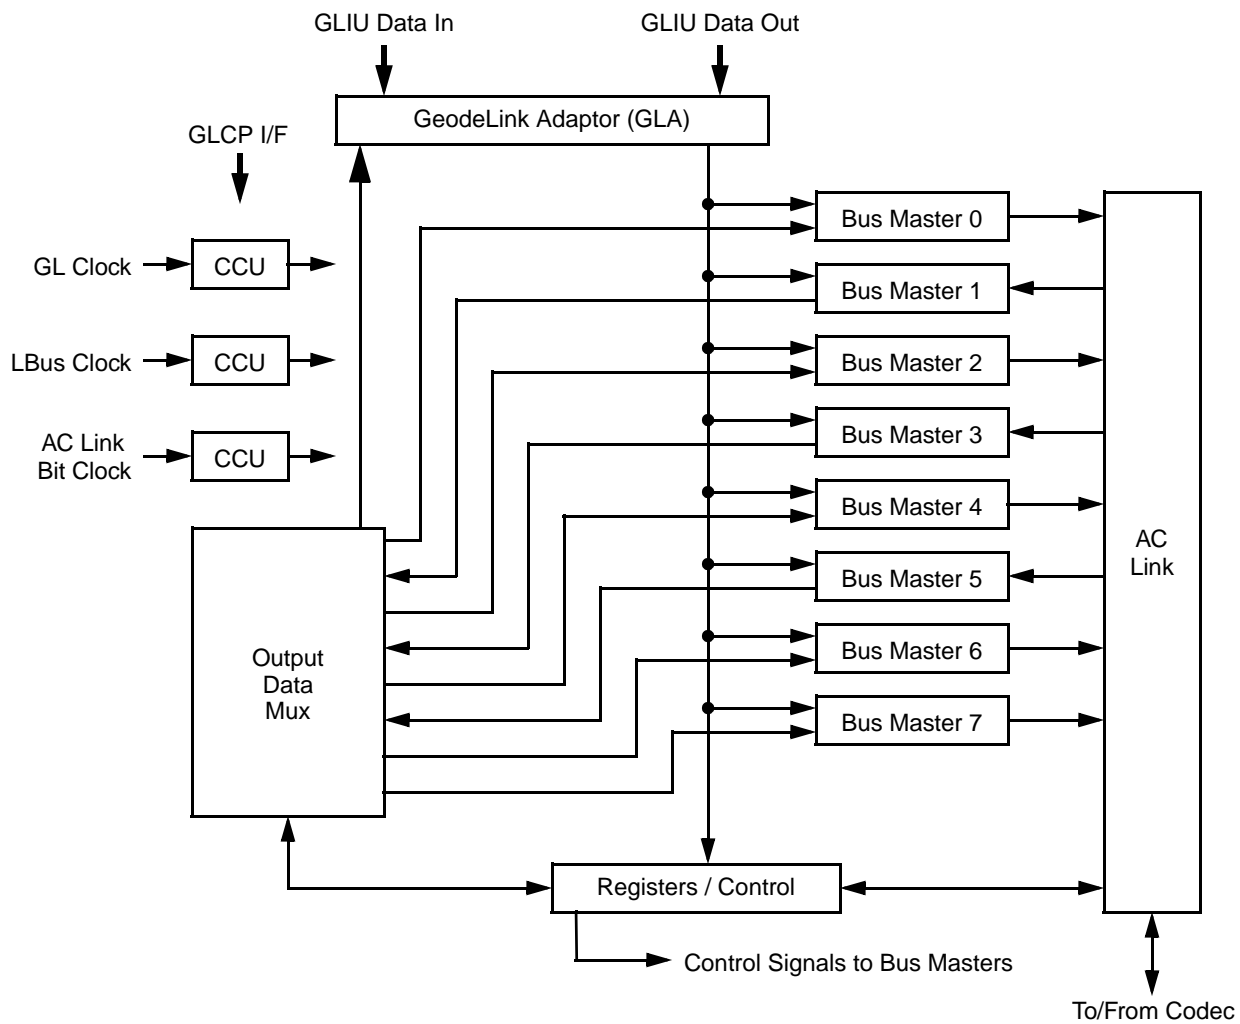 GLIU Data In
GLIU Data Out
GeodeLink Adaptor (GLA)
GLCP I/F
Bus Master 0
GL Clock
CCU
Bus Master 1
LBus Clock
CCU
Bus Master 2
AC Link
Bit Clock
CCU
Bus Master 3
Bus Master 4
AC
Link
Bus Master 5
Output
Data
Mux
Bus Master 6
Bus Master 7
Registers / Control
Control Signals to Bus Masters
To/From Codec